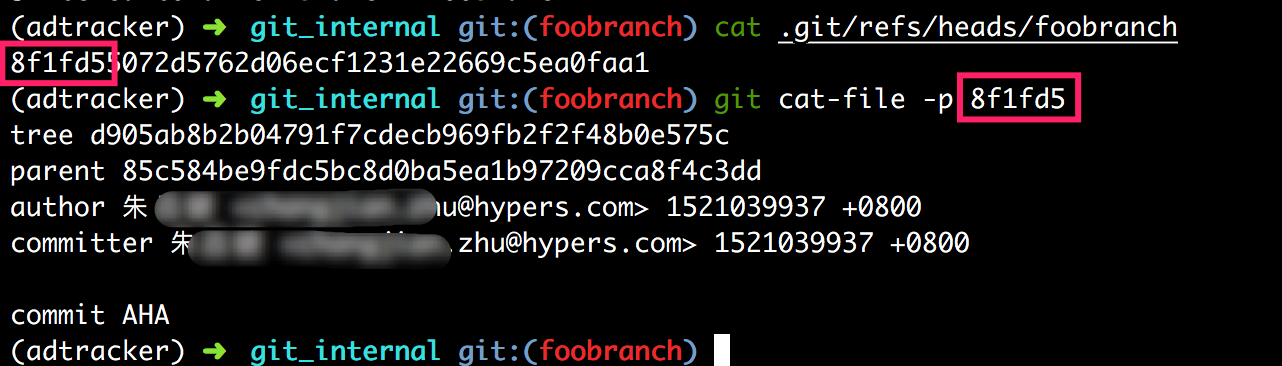 (adtracker) ➜ git_internal git:(foobranch) cat .git/refs/heads/foobranch
8f1fd55072d5762d06ecf1231e22669c5ea0faa1
(adtracker) ➜ git_internal git:(foobranch) git cat-file -p 8f1fd5
tree d905ab8b2b04791f7cdecb969fb2f2f48b0e575c
parent 85c584be9fdc5bc8d0ba5ea1b97209cca8f4c3dd
author 朱 hu@hypers.com> 1521039937 +0800
committer 朱 .zhu@hypers.com> 1521039937 +0800
commit AHA
(adtracker) ➜ git_internal git:(foobranch)